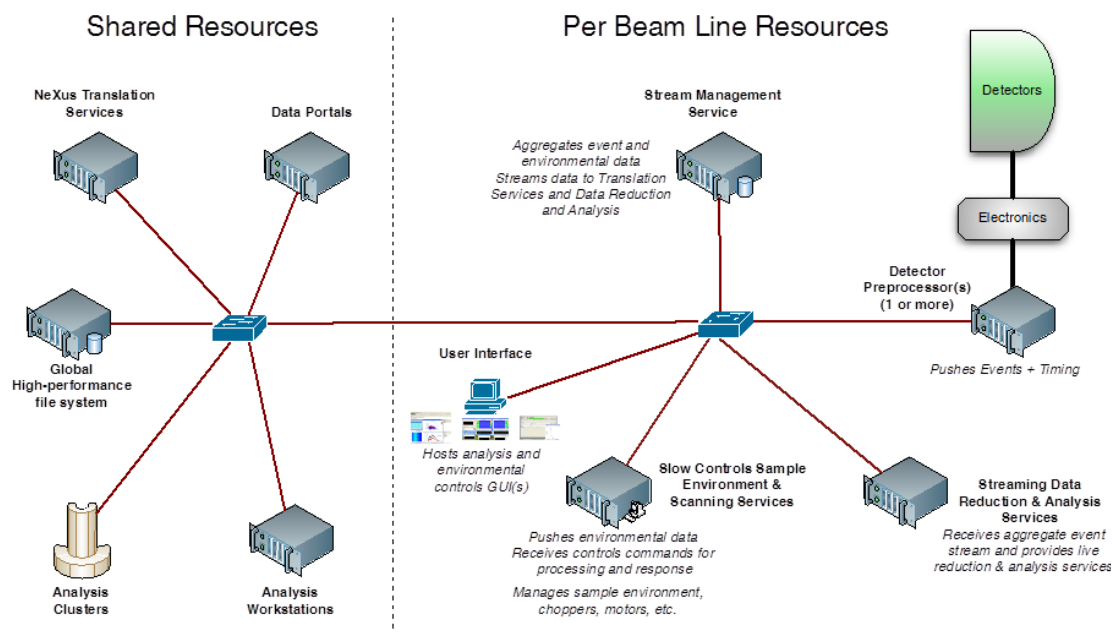 Shared Resources
Per Beam Line Resources
NeXus Translation
Services
Data Portals
Stream Management
Service
Aggregates event and
environmental data
Streams data to Translation
Services and Data Reduction
and Analysis
Detectors
Electronics
Detector
Preprocessor(s)
(1 or more)
Pushes Events + Timing
Global
High-performance
file system
User Interface
Hosts analysis and
environmental
controls GUI(s)
Slow Controls Sample
Environment &
Scanning Services
Pushes environmental data
Receives controls commands for
processing and response
Manages sample environment,
choppers, motors, etc.
Streaming Data
Reduction & Analysis
Services
Receives aggregate event
stream and provides live
reduction & analysis services
Analysis
Clusters
Analysis
Workstations